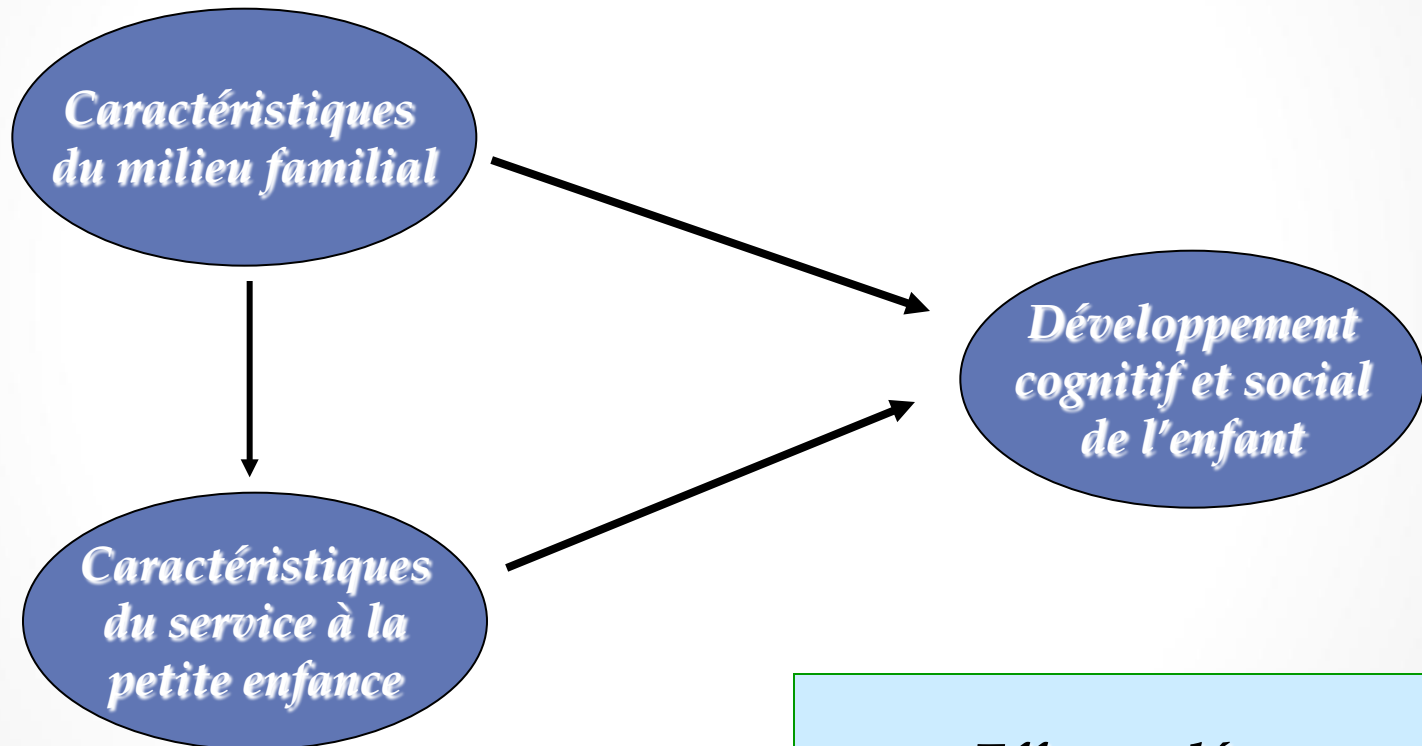 Caractéristiques
du milieu familial
Développement
cognitif et social
de l'enfant
Caractéristiques
du service à la
petite enfance